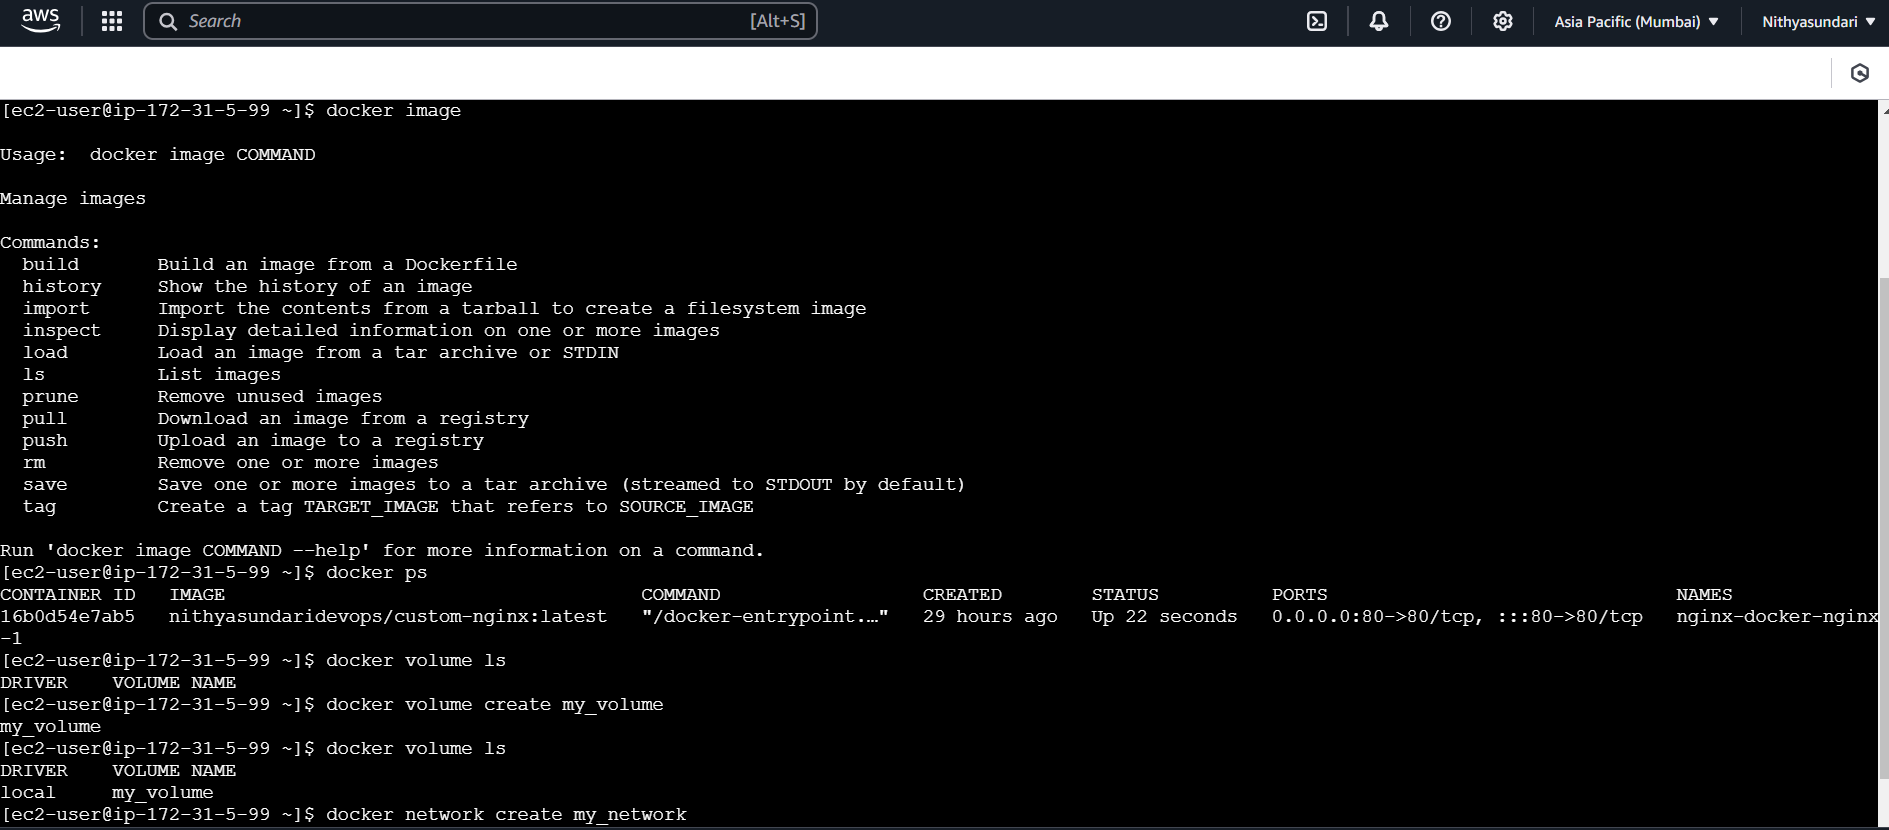 aws
Search [Alt+S]
Asia Pacific (Mumbai)
Nithyasundari
[ec2-user@ip-172-31-5-99 ~]$ docker image
Usage:  docker image COMMAND
Manage images
Commands:
  build       Build an image from a Dockerfile
  history     Show the history of an image
  import      Import the contents from a tarball to create a filesystem image
  inspect     Display detailed information on one or more images
  load        Load an image from a tar archive or STDIN
  ls          List images
  prune       Remove unused images
  pull        Download an image from a registry
  push        Upload an image to a registry
  rm          Remove one or more images
  save        Save one or more images to a tar archive (streamed to STDOUT by default)
  tag         Create a tag TARGET_IMAGE that refers to SOURCE_IMAGE
Run 'docker image COMMAND --help' for more information on a command.
[ec2-user@ip-172-31-5-99 ~]$ docker ps
CONTAINER ID   IMAGE                                     COMMAND                  CREATED        STATUS          PORTS                               NAMES
16b0d54e7ab5   nithyasundaridevops/custom-nginx:latest   "/docker-entrypoint.…"   29 hours ago   Up 22 seconds   0.0.0.0:80->80/tcp, :::80->80/tcp   nginx-docker-nginx
-1
[ec2-user@ip-172-31-5-99 ~]$ docker volume ls
DRIVER    VOLUME NAME
[ec2-user@ip-172-31-5-99 ~]$ docker volume create my_volume
my_volume
[ec2-user@ip-172-31-5-99 ~]$ docker volume ls
DRIVER    VOLUME NAME
local     my_volume
[ec2-user@ip-172-31-5-99 ~]$ docker network create my_network